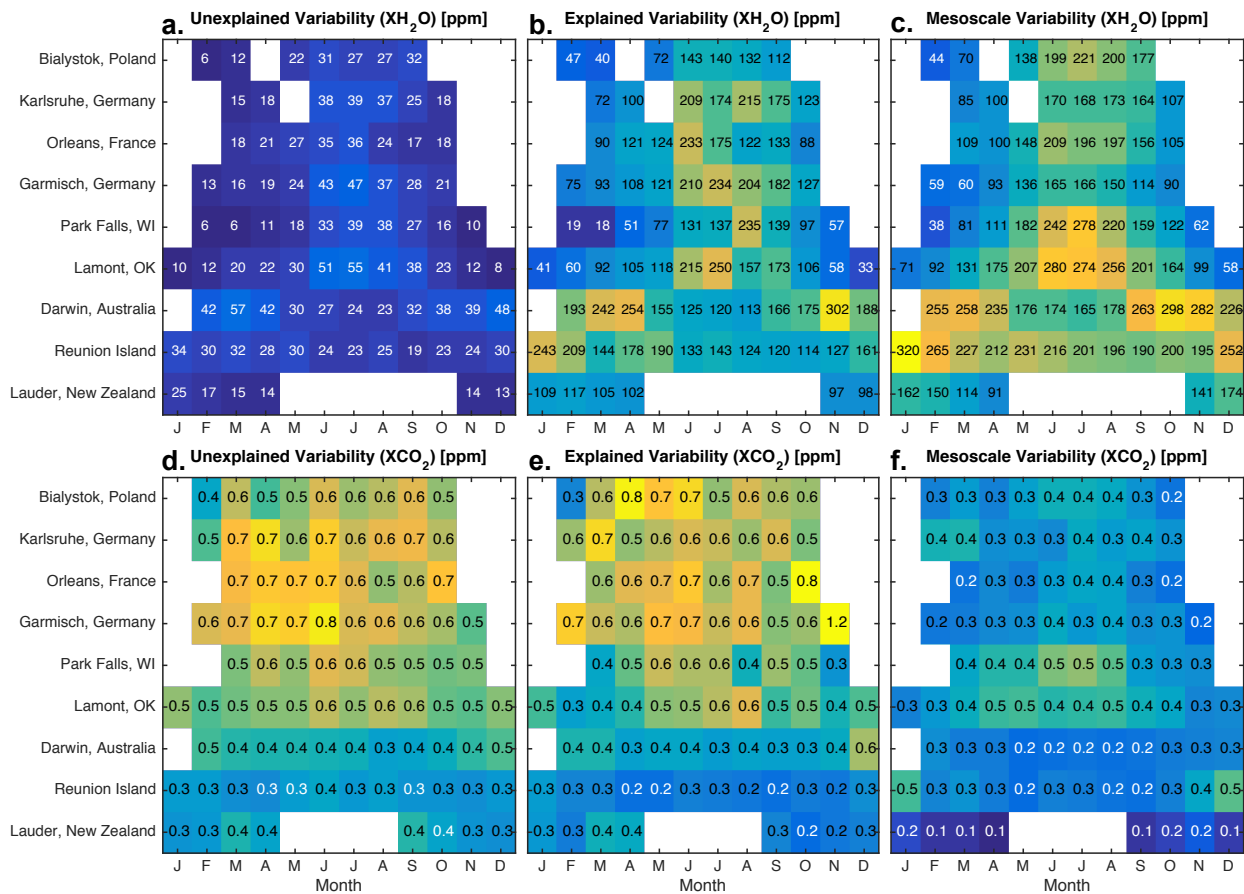 a. Unexplained Variability (XH2O) [ppm]
b. Explained Variability (XH2O) [ppm]
c. Mesoscale Variability (XH2O) [ppm]
Bialystok, Poland 6 12 22 31 27 27 32 47 40 72 143 140 132 112 44 70 138 199 221 200 177
Karlsruhe, Germany 15 18 38 39 37 25 18 72 100 209 174 215 175 123 85 100 170 168 173 164 107
Orleans, France 18 21 27 35 36 24 17 18 90 121 124 233 175 122 133 88 109 100 148 209 196 197 156 105
Garmisch, Germany 13 16 19 24 43 47 37 28 21 75 93 108 121 210 234 204 182 127 59 60 93 136 165 166 150 114 90
Park Falls, WI 6 6 11 18 33 39 38 27 16 10 19 18 51 77 131 137 235 139 97 57 38 81 111 182 242 278 220 159 122 62
Lamont, OK 10 12 20 22 30 51 55 41 38 23 12 8 41 60 92 105 118 215 250 157 173 106 58 33 71 92 131 175 207 280 274 256 201 164 99 58
Darwin, Australia 42 57 42 30 27 24 23 32 38 39 48 193 242 254 155 125 120 113 166 175 302 188 255 258 235 176 174 165 178 263 298 282 226
Reunion Island 34 30 32 28 30 24 23 25 19 23 24 30 243 209 144 178 190 133 143 124 120 114 127 161 320 265 227 212 231 216 201 196 190 200 195 252
Lauder, New Zealand 25 17 15 14 14 13 109 117 105 102 97 98 162 150 114 91 141 174
J F M A M J J A S O N D J F M A M J J A S O N D J F M A M J J A S O N D
d. Unexplained Variability (XCO2) [ppm]
e. Explained Variability (XCO2) [ppm]
f. Mesoscale Variability (XCO2) [ppm]
Bialystok, Poland 0.4 0.6 0.5 0.5 0.6 0.6 0.6 0.6 0.5 0.3 0.6 0.8 0.7 0.7 0.5 0.6 0.6 0.6 0.3 0.3 0.3 0.3 0.4 0.4 0.4 0.3 0.2
Karlsruhe, Germany 0.5 0.7 0.7 0.6 0.7 0.6 0.6 0.7 0.6 0.6 0.7 0.5 0.6 0.6 0.6 0.6 0.6 0.5 0.4 0.4 0.3 0.3 0.3 0.4 0.3 0.4 0.3
Orleans, France 0.7 0.7 0.7 0.7 0.6 0.5 0.6 0.7 0.6 0.6 0.7 0.7 0.6 0.7 0.5 0.8 0.2 0.3 0.3 0.3 0.4 0.4 0.3 0.2
Garmisch, Germany 0.6 0.7 0.7 0.7 0.8 0.6 0.6 0.6 0.6 0.5 0.7 0.6 0.6 0.7 0.7 0.6 0.6 0.5 0.6 1.2 0.2 0.3 0.3 0.3 0.4 0.3 0.4 0.3 0.3 0.2
Park Falls, WI 0.5 0.6 0.5 0.6 0.6 0.5 0.5 0.5 0.5 0.4 0.5 0.6 0.6 0.6 0.4 0.5 0.5 0.3 0.4 0.4 0.4 0.5 0.5 0.5 0.3 0.3 0.3
Lamont, OK 0.5 0.5 0.5 0.5 0.5 0.6 0.5 0.6 0.6 0.5 0.5 0.5 0.5 0.3 0.4 0.4 0.5 0.5 0.6 0.6 0.4 0.4 0.4 0.5 0.3 0.3 0.4 0.5 0.5 0.4 0.4 0.5 0.4 0.4 0.3 0.3
Darwin, Australia 0.5 0.4 0.4 0.4 0.4 0.4 0.3 0.4 0.4 0.4 0.5 0.4 0.4 0.3 0.4 0.4 0.3 0.3 0.4 0.3 0.3 0.6 0.3 0.3 0.3 0.2 0.2 0.2 0.2 0.2 0.3 0.3 0.3
Reunion Island 0.3 0.3 0.3 0.3 0.3 0.4 0.3 0.3 0.3 0.3 0.3 0.3 0.3 0.3 0.3 0.2 0.2 0.3 0.3 0.3 0.2 0.3 0.2 0.3 0.5 0.3 0.3 0.3 0.2 0.3 0.3 0.2 0.2 0.3 0.4 0.5
Lauder, New Zealand 0.3 0.3 0.4 0.4 0.4 0.4 0.3 0.3 0.3 0.3 0.4 0.4 0.3 0.2 0.2 0.3 0.2 0.1 0.1 0.1 0.1 0.2 0.2 0.1
J F M A M J J A S O N D J F M A M J J A S O N D J F M A M J J A S O N D
Month Month Month